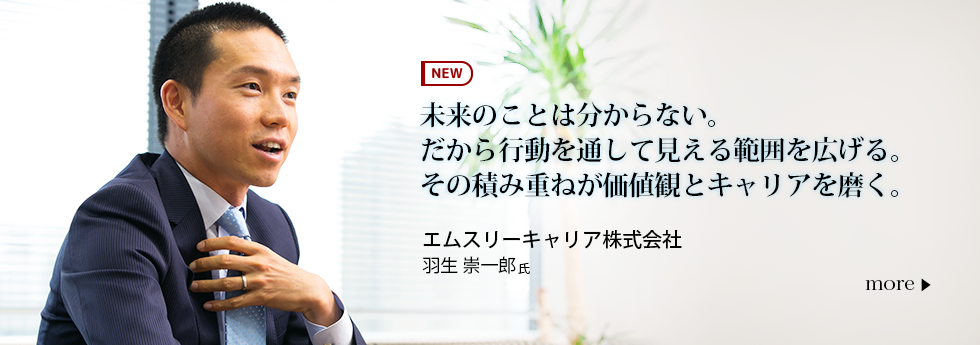 NEW
未来のことは分からない。
だから行動を通して見える範囲を広げる。
その積み重ねが価値観とキャリアを磨く。
エムスリーキャリア株式会社
羽生 崇一郎 氏
more